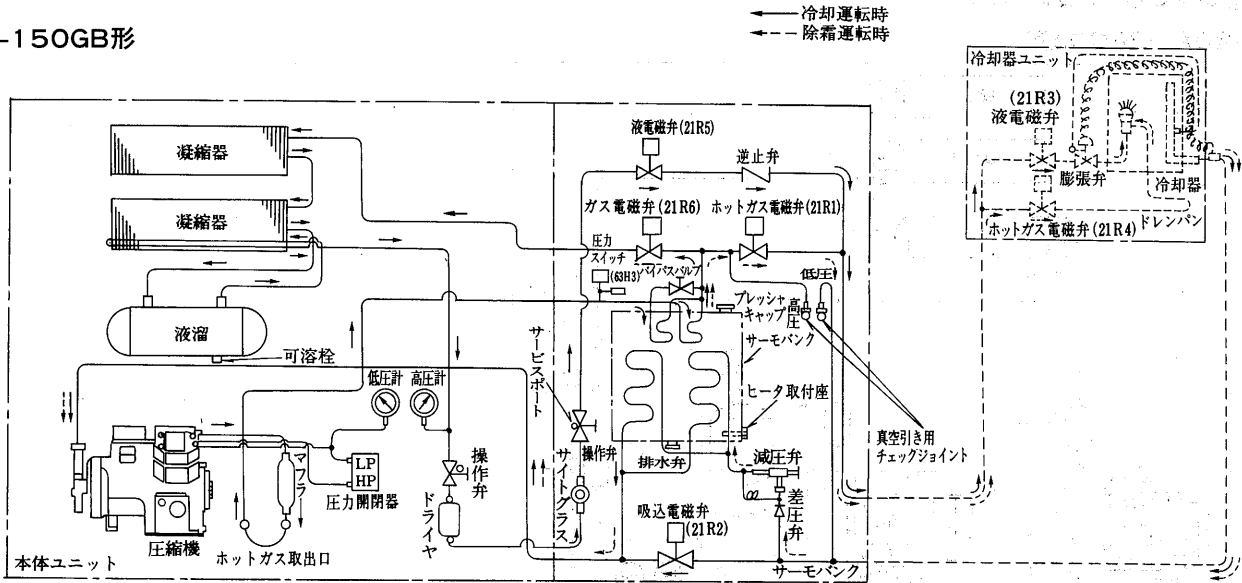 冷却運転時
除霜運転時
-150GB形
冷却器ユニット
(21R3)
液電磁弁
膨張弁
冷却器
ホットガス電磁弁(21R4)
ドレンパン
凝縮器
凝縮器
液溜
可溶栓
液電磁弁(21R5)
逆止弁
ガス電磁弁(21R6)
ホットガス電磁弁(21R1)
圧力
スイッチ
(63H3)
バイパスバルブ
低圧
高圧
プレッシャ
キャップ
サーモバンク
サービスポート
ヒータ取付座
真空引き用
チェックジョイント
低圧計
高圧計
LP
HP
圧力開閉器
マフラー
操作弁
ドライヤ
サイトグラス
操作弁
排水弁
減圧弁
差圧弁
吸込電磁弁
(21R2)
圧縮機
ホットガス取出口
本体ユニット
サーモバンク